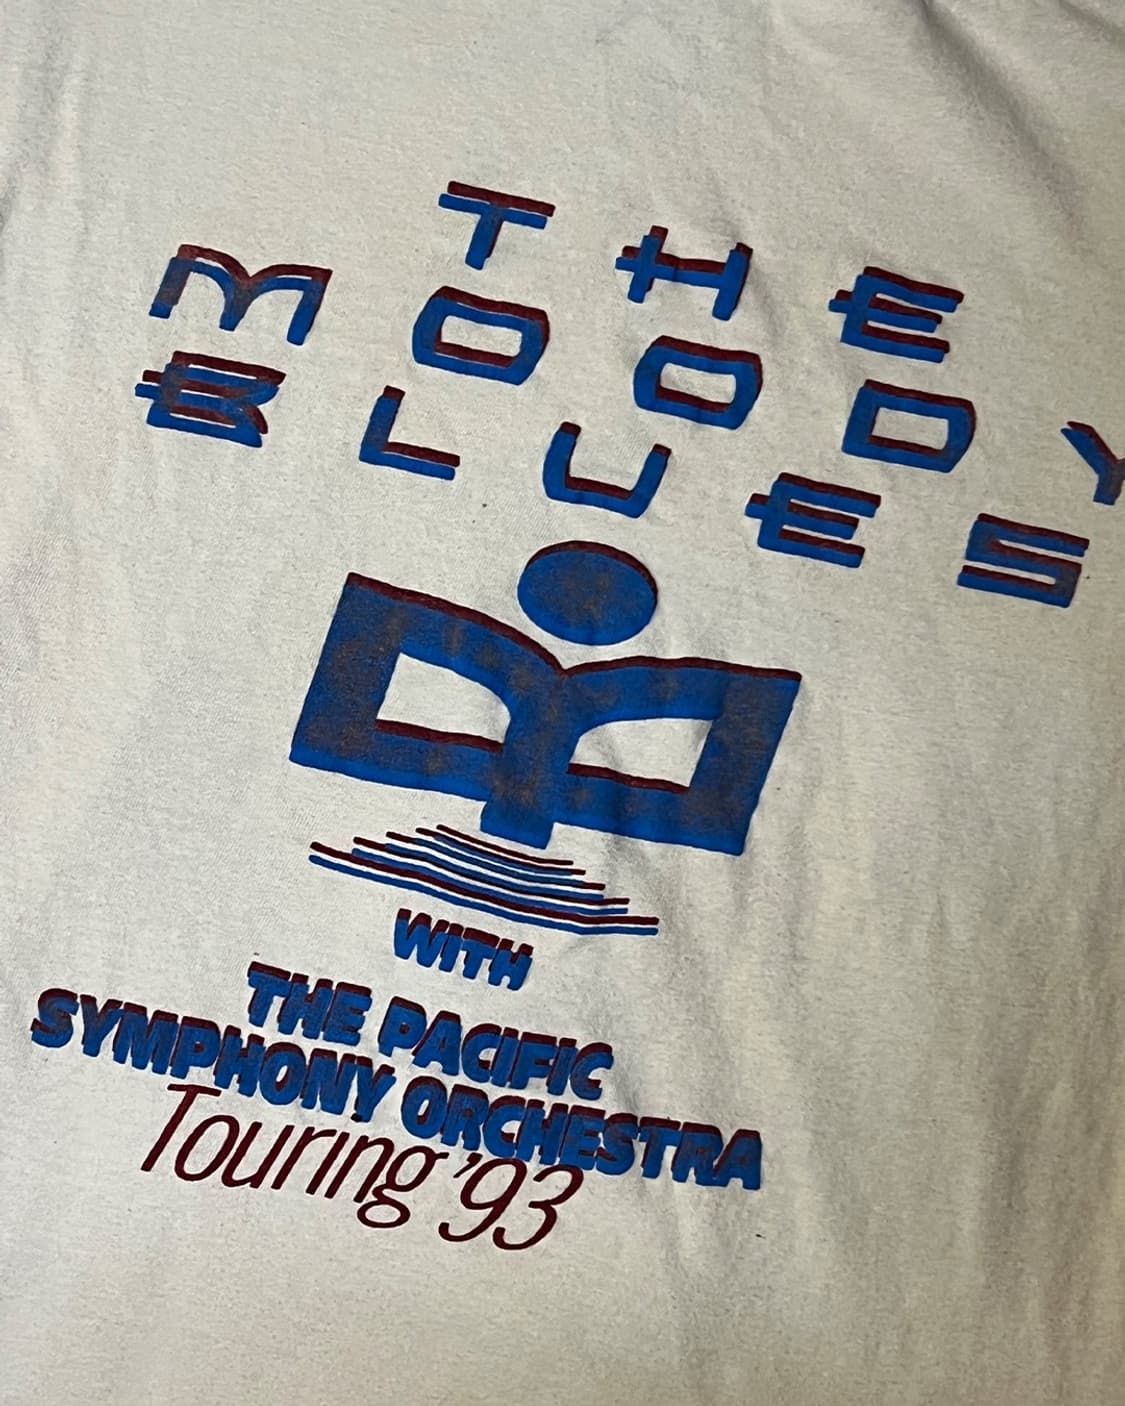 THE
MOODY
BLUES
WITH
THE PACIFIC
SYMPHONY ORCHESTRA
Touring '93